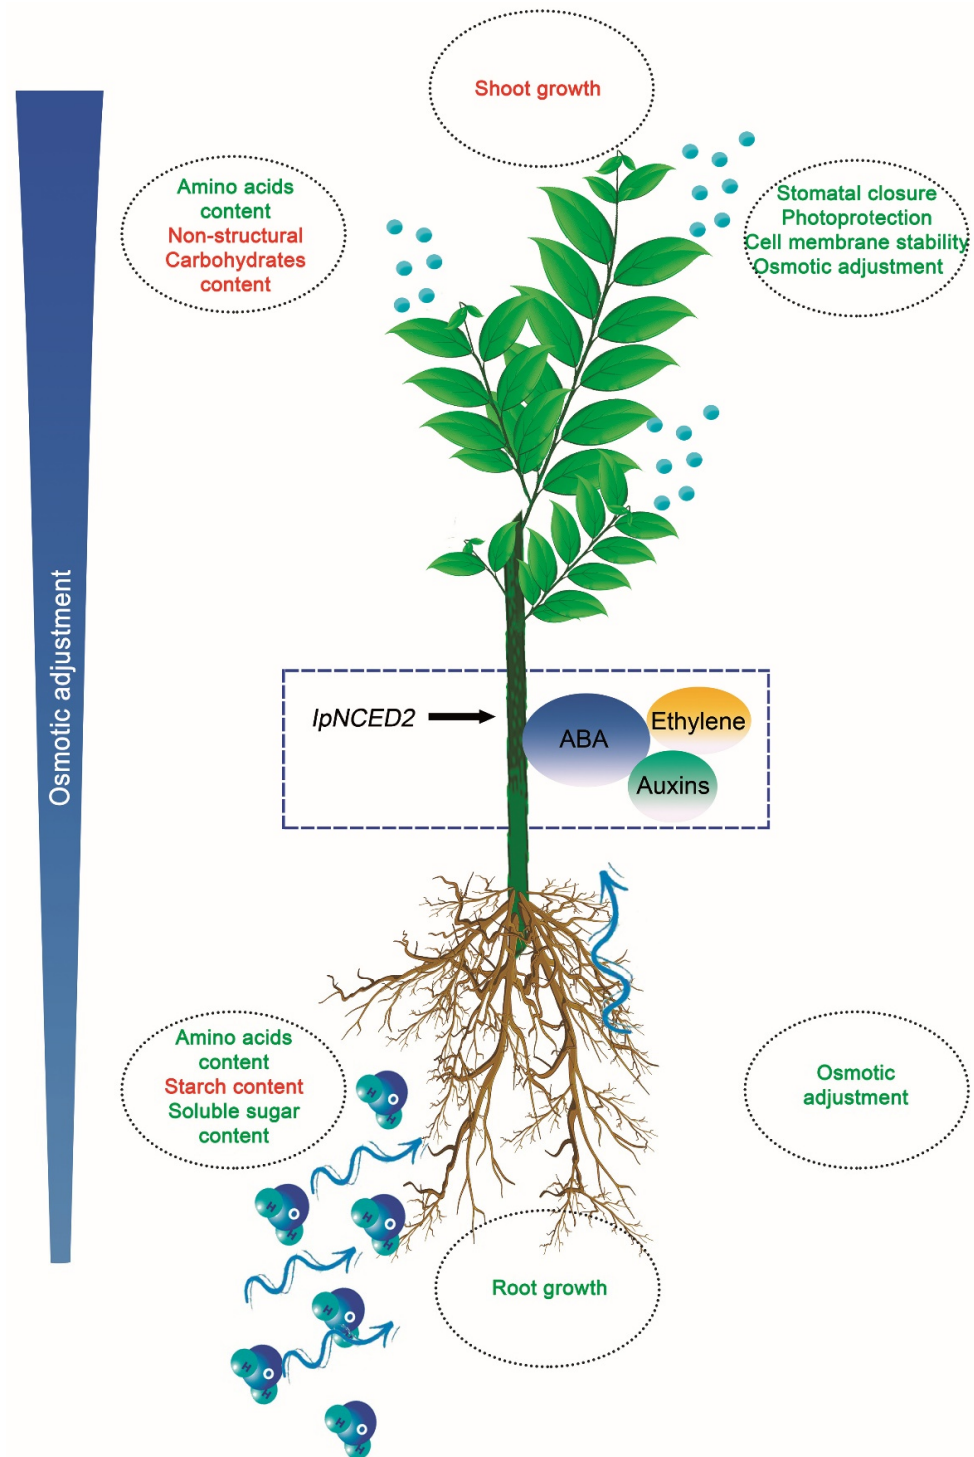 Shoot growth
Amino acids
content
Non-structural
Carbohydrates
content
Stomatal closure
Photoprotection
Cell membrane stability
Osmotic adjustment
Osmotic adjustment
IpNCED2
ABA
Ethylene
Auxins
Amino acids
content
Starch content
Soluble sugar
content
Osmotic
adjustment
H
O
H
H
O
H
H
O
H
Root growth
H
O
H
H
O
H
H
O
H